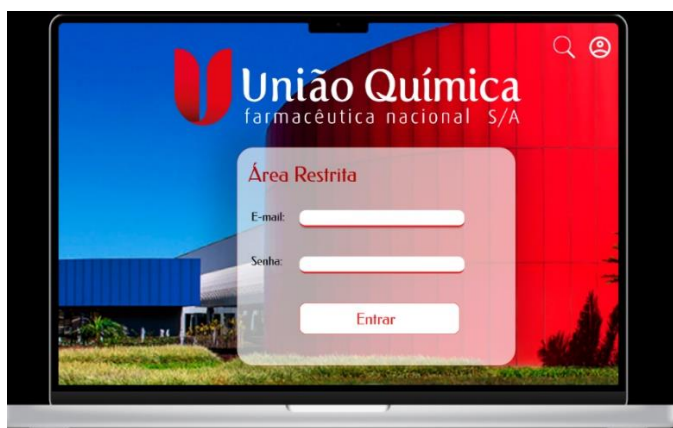 União Química
farmacêutica nacional S/A
Área Restrita
E-mail:
Senha:
Entrar